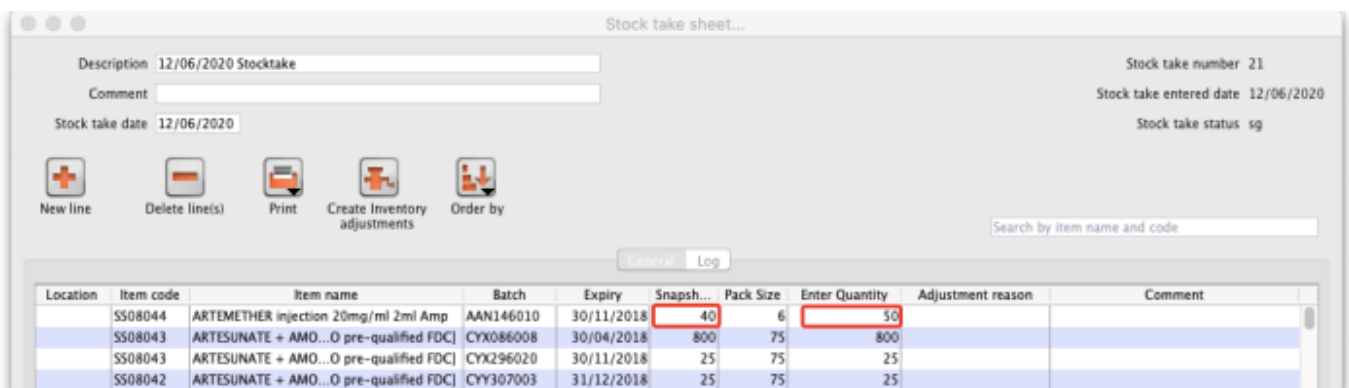 Stock take sheet...
Description 12/06/2020 Stocktake
Stock take number 21
Comment
Stock take entered date 12/06/2020
Stock take date 12/06/2020
Stock take status sg
New line Delete line(s) Print Create Inventory adjustments Order by
Search by item name and code
General Log
Location Item code Item name Batch Expiry Snapsh... Pack Size Enter Quantity Adjustment reason Comment
SS08044 ARTEMETHER injection 20mg/ml 2ml Amp AAN146010 30/11/2018 40 6 50
SS08043 ARTESUNATE + AMO...O pre-qualified FDC] CYX086008 30/04/2018 800 75 800
SS08043 ARTESUNATE + AMO...O pre-qualified FDC] CYX296020 30/11/2018 25 75 25
SS08042 ARTESUNATE + AMO...O pre-qualified FDC] CYY307003 31/12/2018 25 75 25